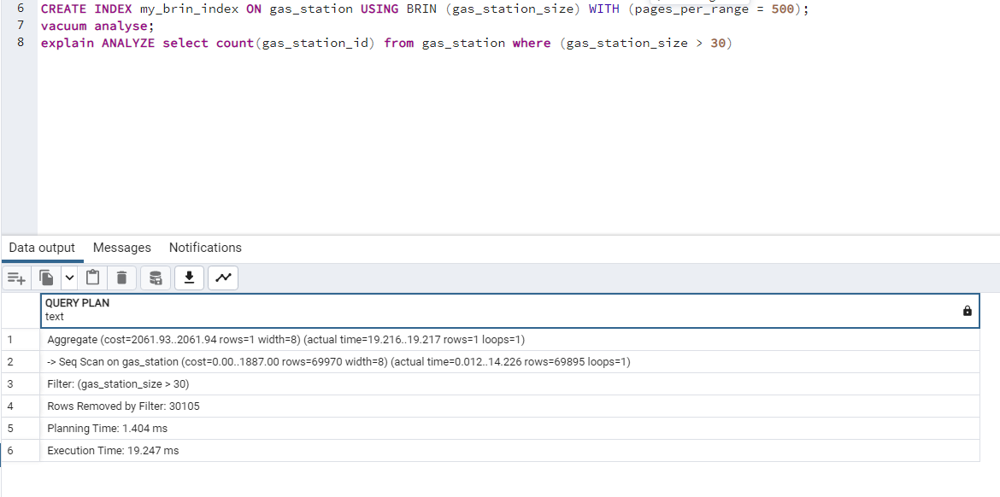 6 CREATE INDEX my_brin_index ON gas_station USING BRIN (gas_station_size) WITH (pages_per_range = 500);
7 vacuum analyse;
8 explain ANALYZE select count(gas_station_id) from gas_station where (gas_station_size > 30)
Data output Messages Notifications
QUERY PLAN
text
1 Aggregate (cost=2061.93..2061.94 rows=1 width=8) (actual time=19.216..19.217 rows=1 loops=1)
2 -> Seq Scan on gas_station (cost=0.00..1887.00 rows=69970 width=8) (actual time=0.012..14.226 rows=69895 loops=1)
3 Filter: (gas_station_size > 30)
4 Rows Removed by Filter: 30105
5 Planning Time: 1.404 ms
6 Execution Time: 19.247 ms